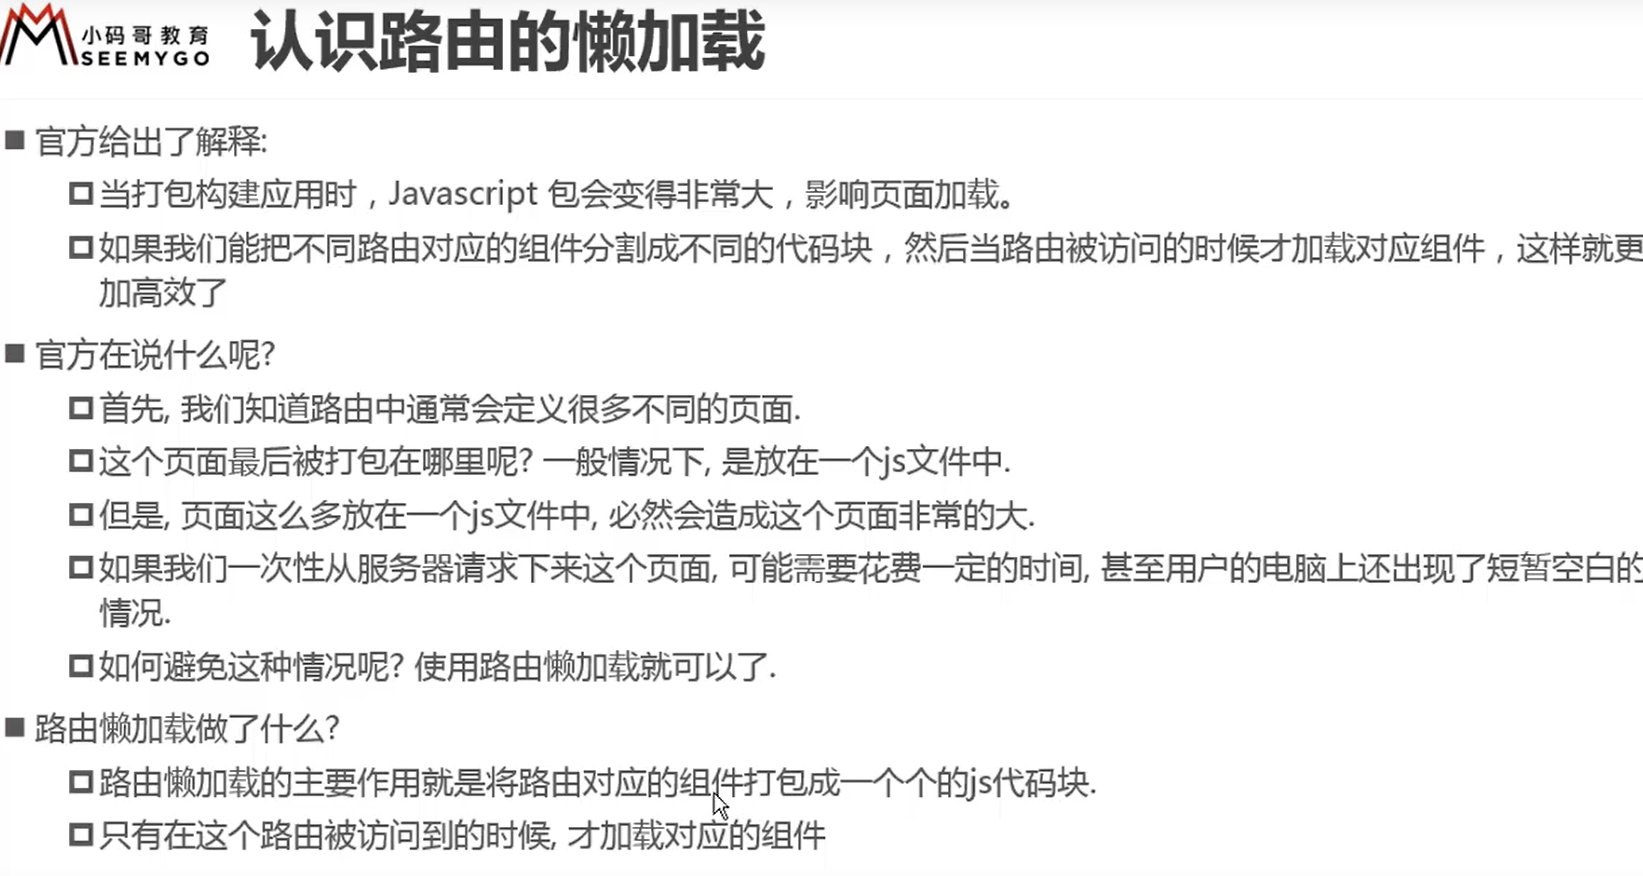 小码哥教育
SEEMYGO
认识路由的懒加载
官方给出了解释:
当打包构建应用时，Javascript 包会变得非常大，影响页面加载。
如果我们能把不同路由对应的组件分割成不同的代码块，然后当路由被访问的时候才加载对应组件，这样就更
加高效了
官方在说什么呢?
首先, 我们知道路由中通常会定义很多不同的页面.
这个页面最后被打包在哪里呢? 一般情况下, 是放在一个js文件中.
但是, 页面这么多放在一个js文件中, 必然会造成这个页面非常的大.
如果我们一次性从服务器请求下来这个页面, 可能需要花费一定的时间, 甚至用户的电脑上还出现了短暂空白的
情况.
如何避免这种情况呢? 使用路由懒加载就可以了.
路由懒加载做了什么?
路由懒加载的主要作用就是将路由对应的组件打包成一个个的js代码块.
只有在这个路由被访问到的时候, 才加载对应的组件